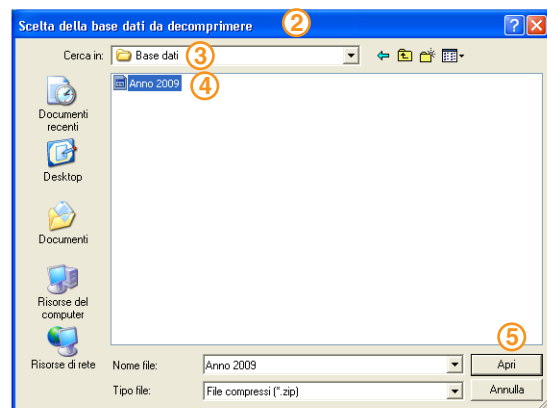 Scelta della base dati da decomprimere 2
Cerca in: Base dati 3
Anno 2009 4
Documenti
recenti
Desktop
Documenti
Risorse del
computer
Risorse di rete
5
Nome file: Anno 2009 Apri
Tipo file: File compressi (*.zip) Annulla